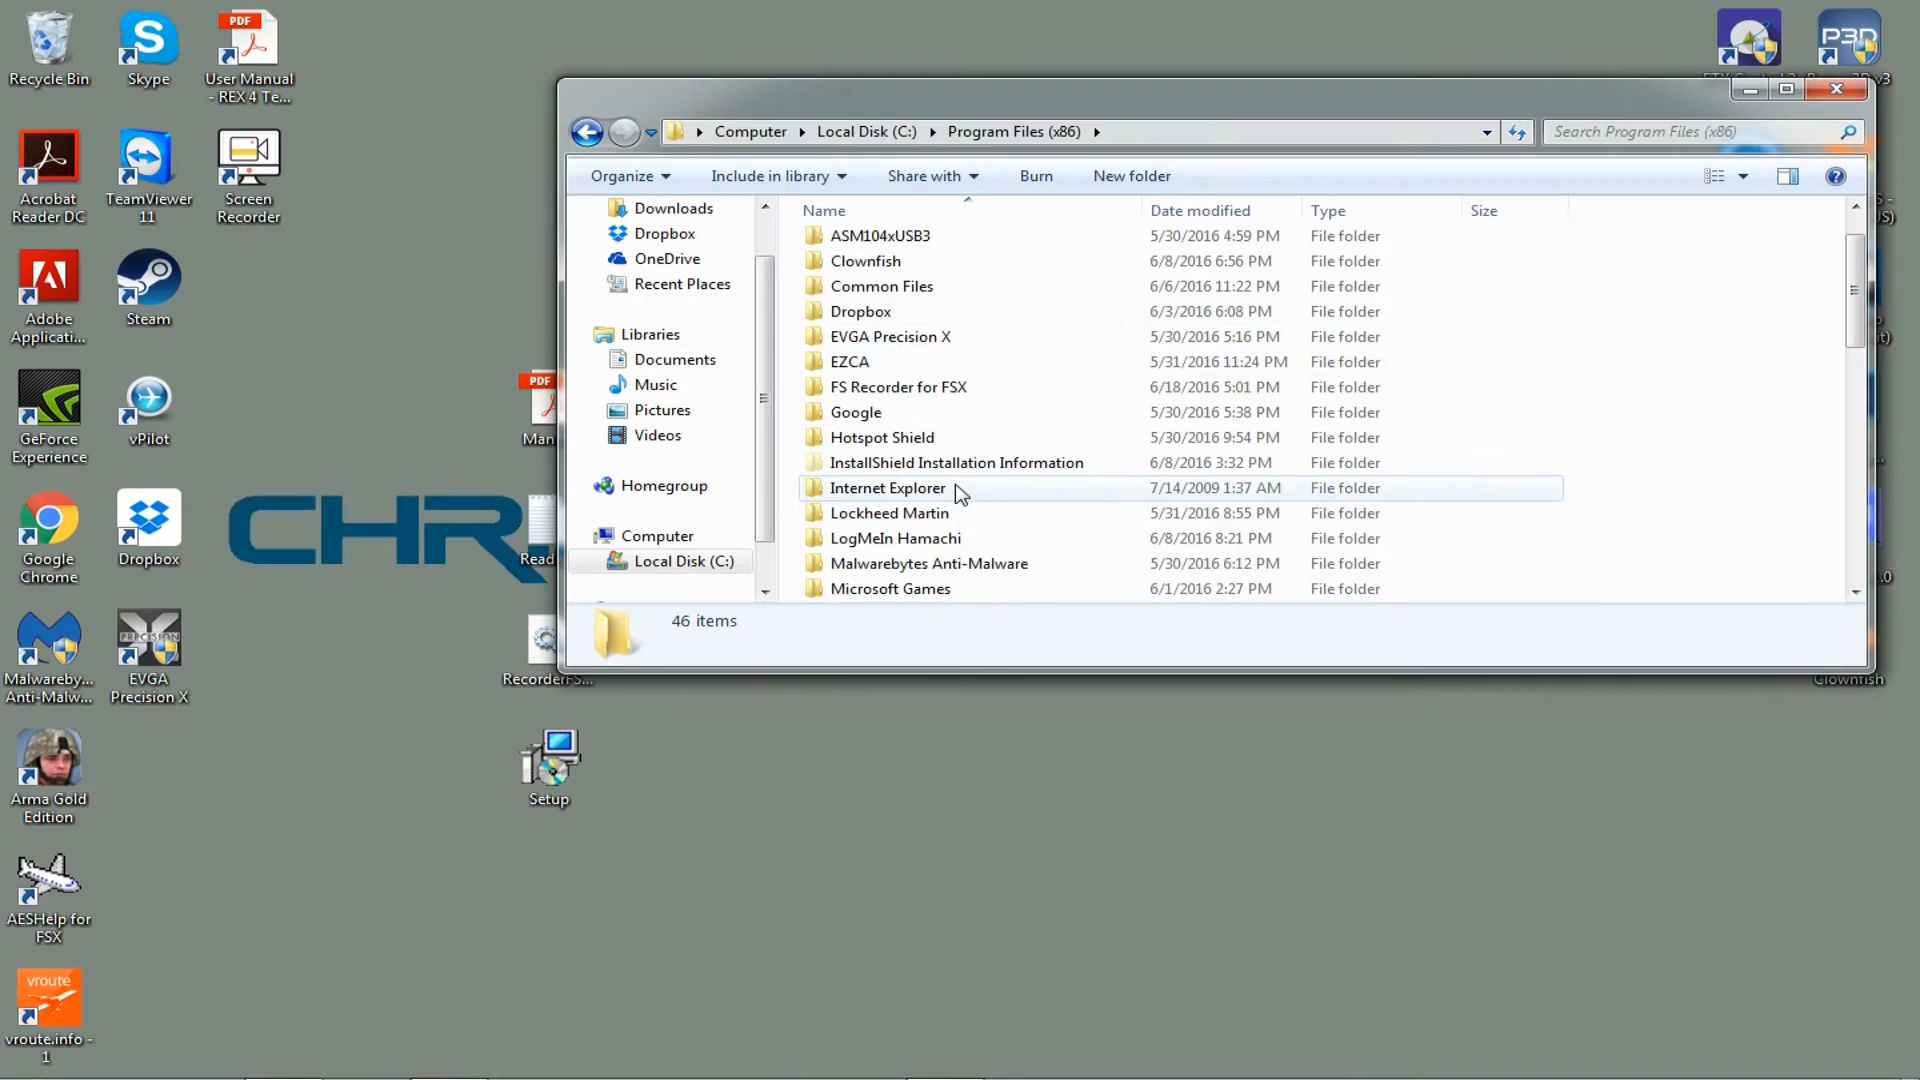 Recycle Bin
Skype
PDF
User Manual
- REX 4 Te...
Acrobat
Reader DC
TeamViewer
11
Screen
Recorder
Adobe
Applicati...
Steam
GeForce
Experience
vPilot
Google
Chrome
Dropbox
Malwareby...
Anti-Malw...
PRECISION
EVGA
Precision X
Arma Gold
Edition
AESHelp for
FSX
vroute
vroute.info -
1
CHR
PDF
Man
Read
RecorderFS...
Setup
P3D
Clownfish
Computer
Local Disk (C:)
Program Files (x86)
Search Program Files (x86)
Organize
Include in library
Share with
Burn
New folder
Downloads
Dropbox
OneDrive
Recent Places
Libraries
Documents
Music
Pictures
Videos
Homegroup
Computer
Local Disk (C:)
Name Date modified Type Size
ASM104xUSB3 5/30/2016 4:59 PM File folder
Clownfish 6/8/2016 6:56 PM File folder
Common Files 6/6/2016 11:22 PM File folder
Dropbox 6/3/2016 6:08 PM File folder
EVGA Precision X 5/30/2016 5:16 PM File folder
EZCA 5/31/2016 11:24 PM File folder
FS Recorder for FSX 6/18/2016 5:01 PM File folder
Google 5/30/2016 5:38 PM File folder
Hotspot Shield 5/30/2016 9:54 PM File folder
InstallShield Installation Information 6/8/2016 3:32 PM File folder
Internet Explorer 7/14/2009 1:37 AM File folder
Lockheed Martin 5/31/2016 8:55 PM File folder
LogMeIn Hamachi 6/8/2016 8:21 PM File folder
Malwarebytes Anti-Malware 5/30/2016 6:12 PM File folder
Microsoft Games 6/1/2016 2:27 PM File folder
46 items